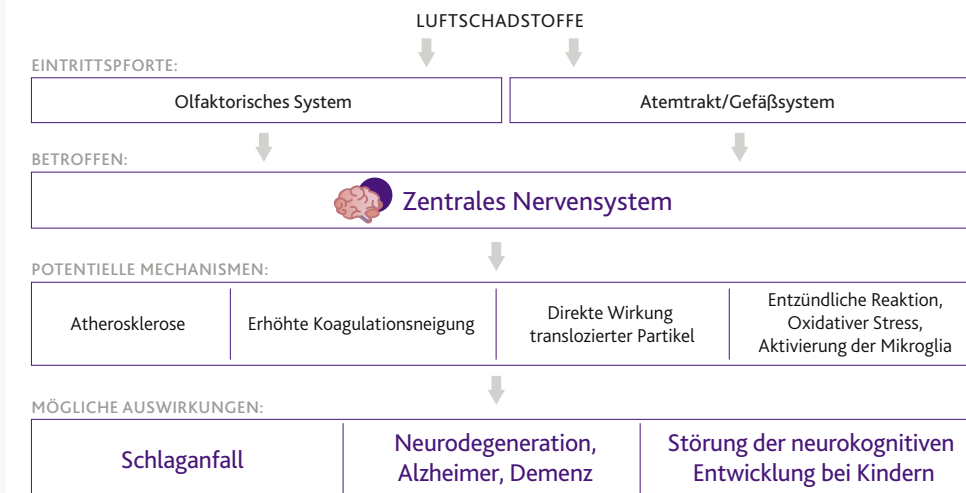 LUFTSCHADSTOFFE
EINTRITTSPFORTE:
Olfaktorisches System
Atemtrakt/Gefäßsystem
BETROFFEN:
Zentrales Nervensystem
POTENTIELLE MECHANISMEN:
Atherosklerose
Erhöhte Koagulationsneigung
Direkte Wirkung
translozierter Partikel
Entzündliche Reaktion,
Oxidativer Stress,
Aktivierung der Mikroglia
MÖGLICHE AUSWIRKUNGEN:
Schlaganfall
Neurodegeneration,
Alzheimer, Demenz
Störung der neurokognitiven
Entwicklung bei Kindern